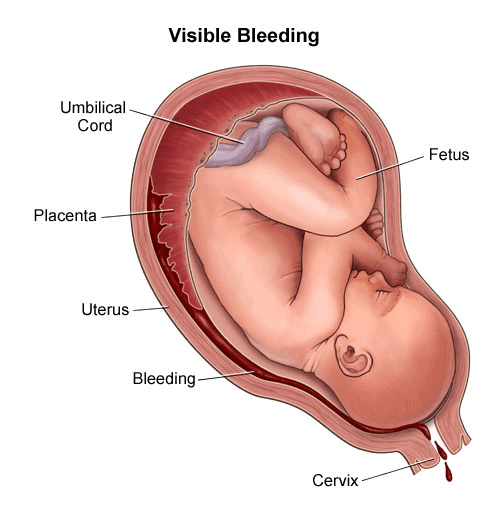 Visible Bleeding
Umbilical
Cord
Fetus
Placenta
Uterus
Bleeding
Cervix